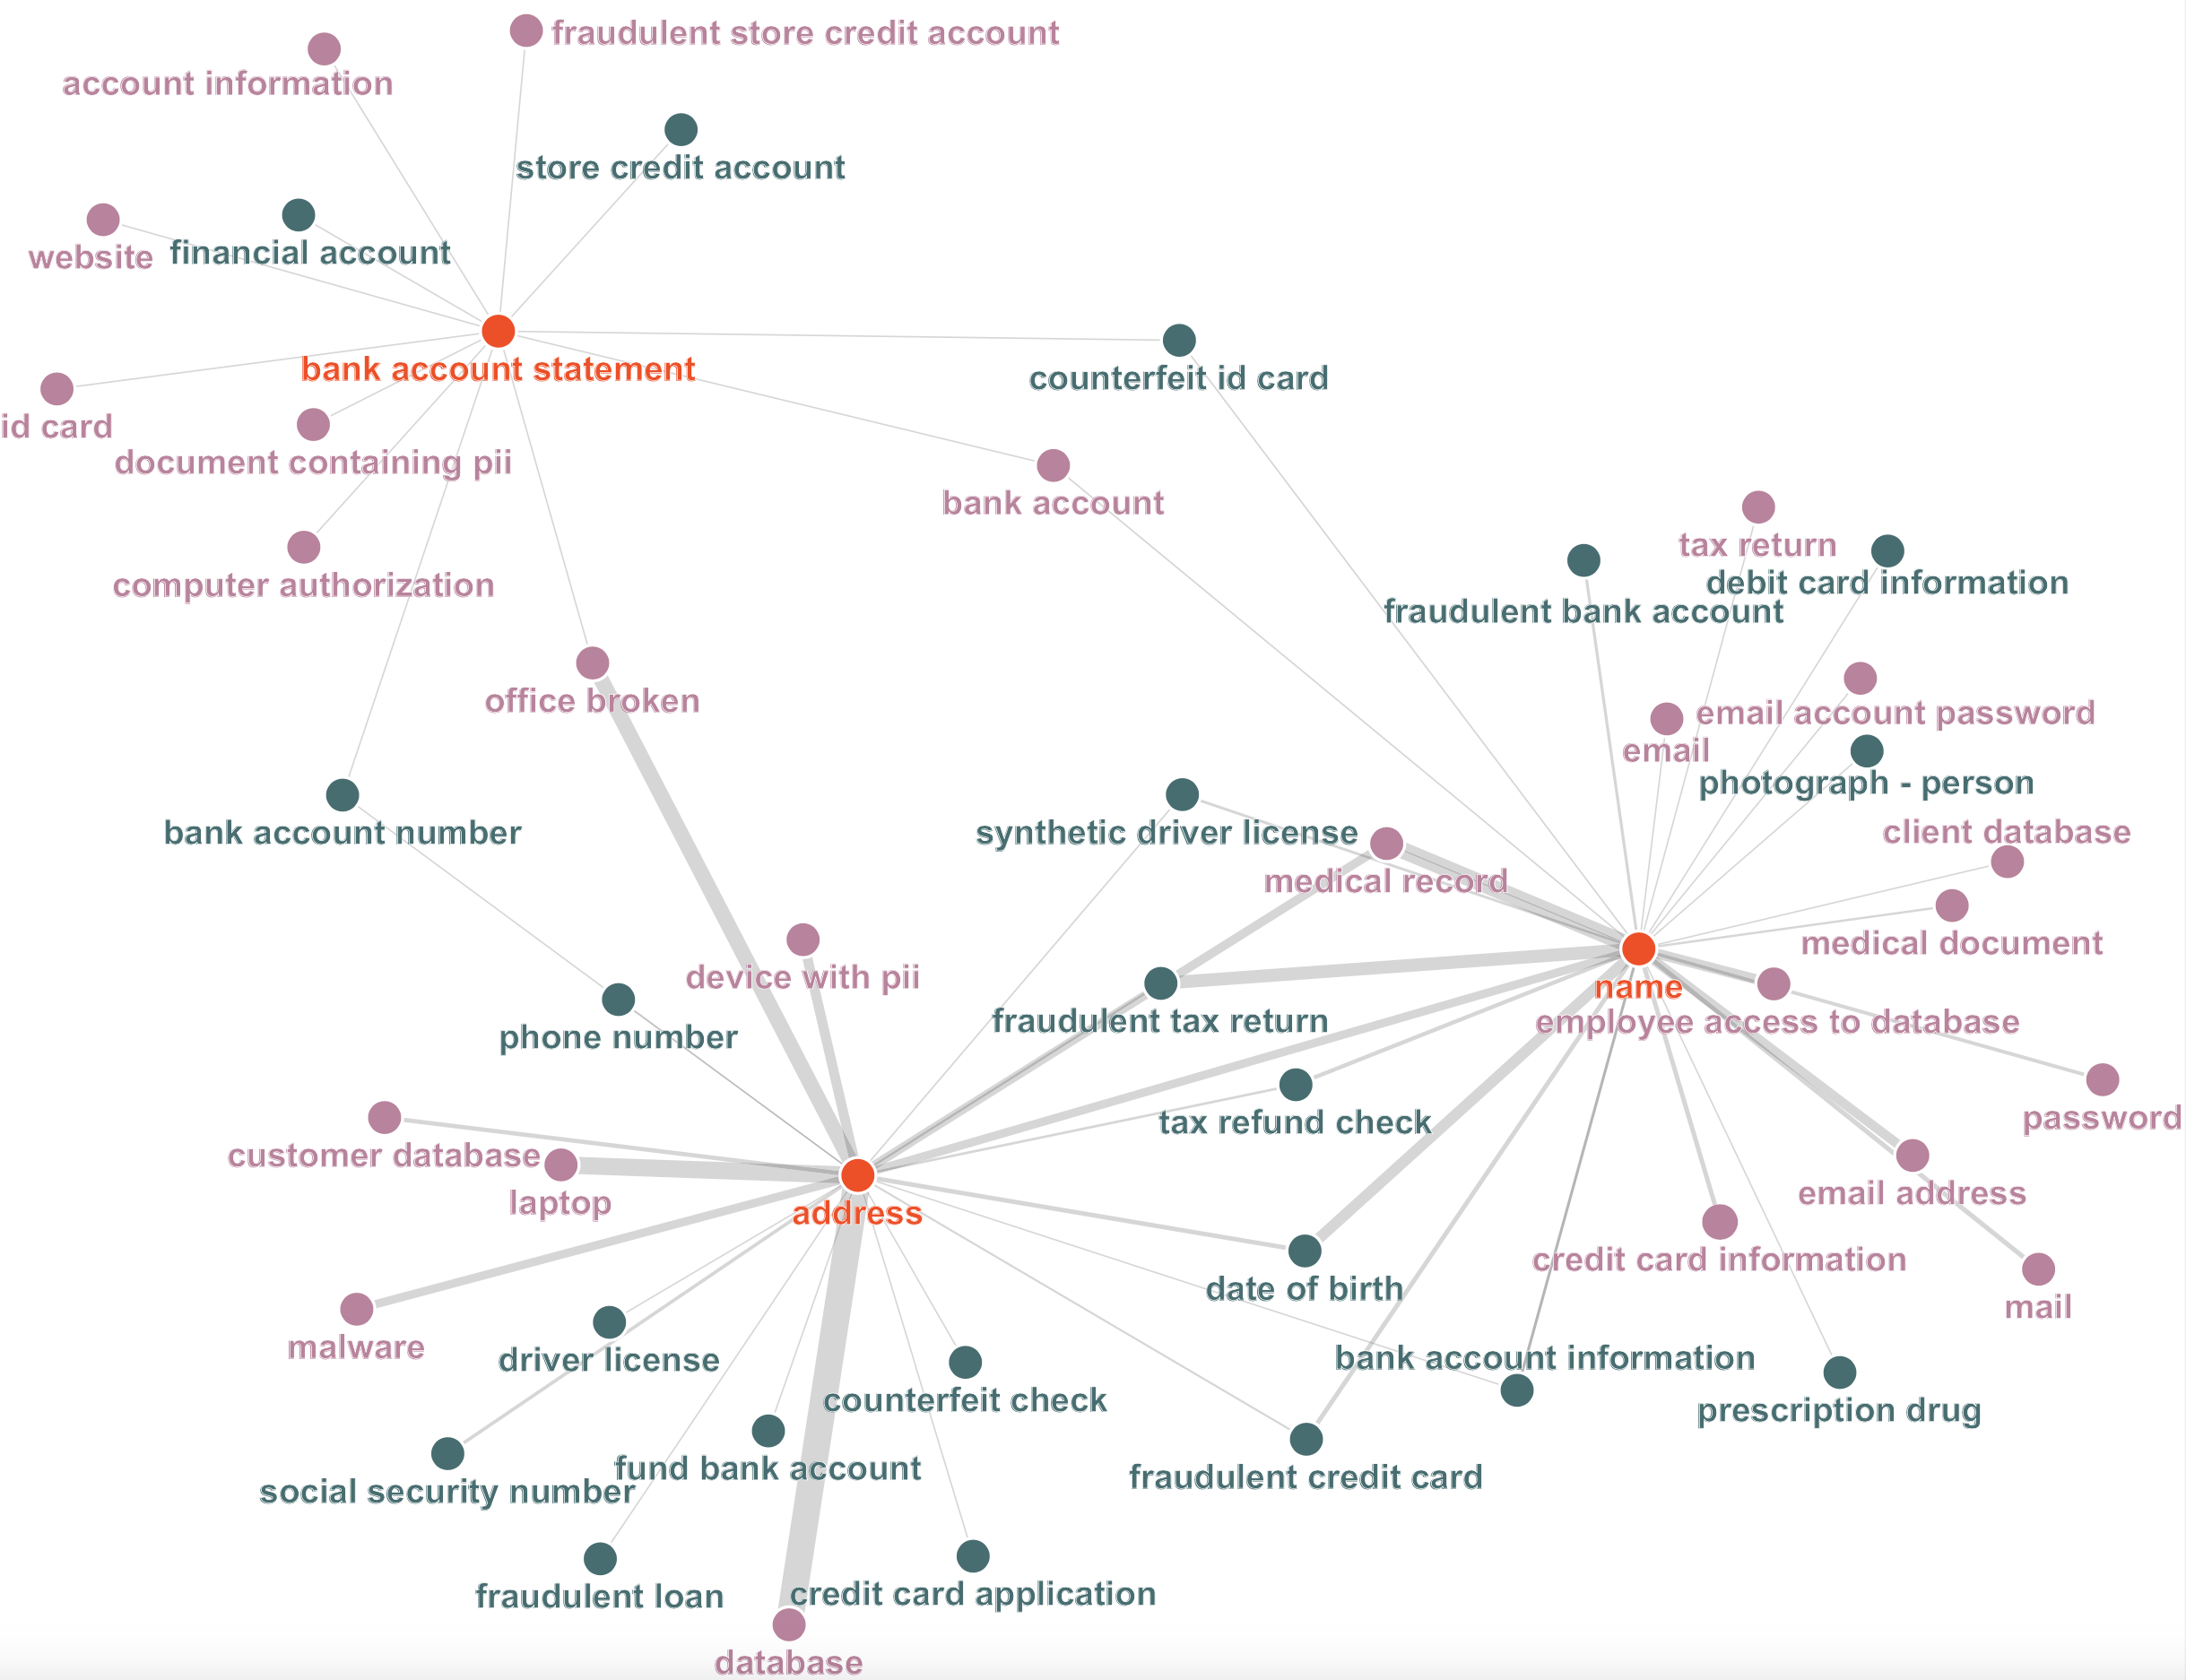 fraudulent store credit account
account information
store credit account
financial account
website
bank account statement
counterfeit id card
id card
document containing pii
bank account
tax return
debit card information
computer authorization
fraudulent bank account
office broken
email account password
email
photograph - person
bank account number
synthetic driver license
client database
medical record
medical document
device with pii
name
fraudulent tax return
employee access to database
phone number
tax refund check
password
customer database
laptop
address
email address
credit card information
date of birth
mail
malware
driver license
bank account information
counterfeit check
prescription drug
fund bank account
fraudulent credit card
social security number
fraudulent loan
credit card application
database